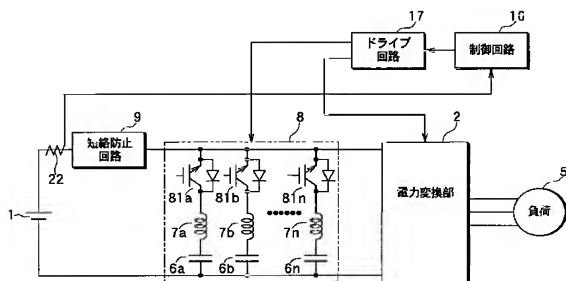 17
ドライブ
回路
16
制御回路
9
短絡防止
回路
22
8
2
電力変換部
5
負荷
1
81a
81b
81n
7a
7b
7n
6a
6b
6n